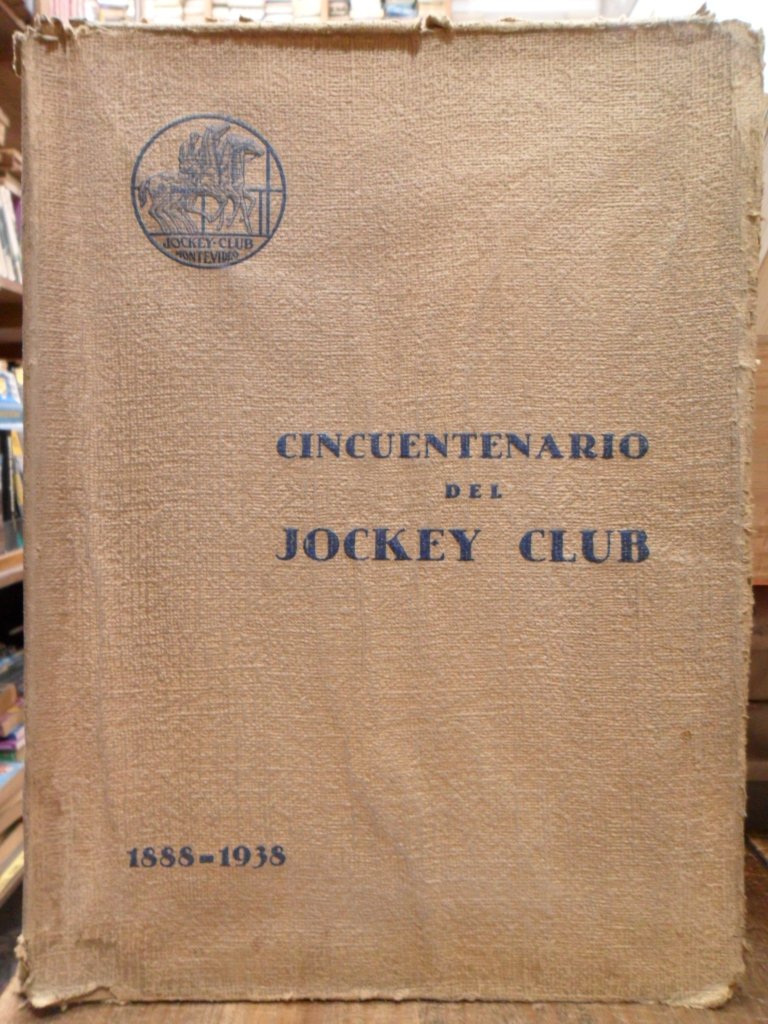 JOCKEY-CLUB
MONTEVIDEO
CINCUENTENARIO
DEL
JOCKEY CLUB
1888-1938